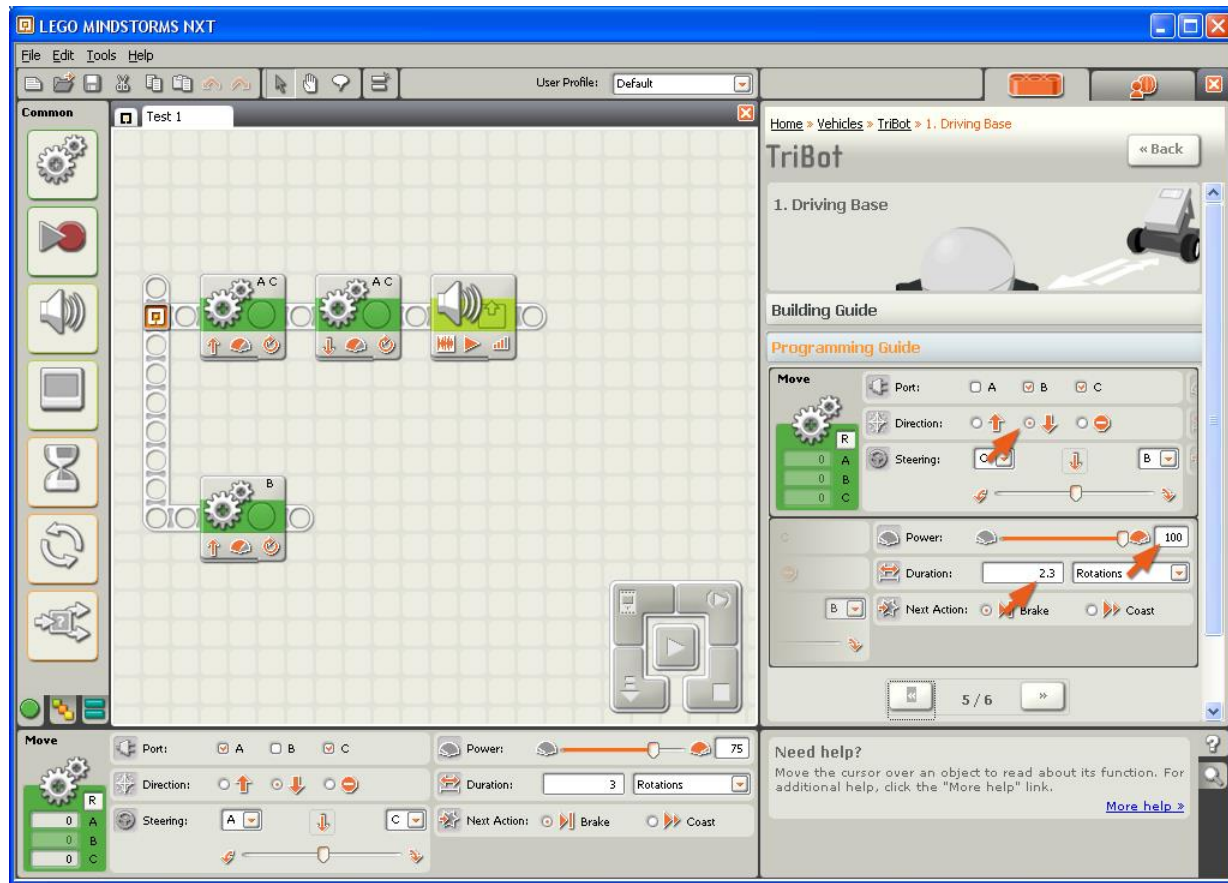 LEGO MINDSTORMS NXT
File Edit Tools Help
User Profile: Default
Common
Test 1
A C
A C
B
Home » Vehicles » TriBot » 1. Driving Base
TriBot
« Back
1. Driving Base
Building Guide
Programming Guide
Move
Port: A B C
Direction:
R
0 A
0 B
0 C
Steering: C B
C
Power: 100
Duration: 2.3 Rotations
B
Next Action: Brake Coast
5 / 6 »
Move
Port: A B C
Direction:
R
0 A
0 B
0 C
Steering: A C
Power: 75
Duration: 3 Rotations
Next Action: Brake Coast
Need help?
Move the cursor over an object to read about its function. For
additional help, click the "More help" link.
More help »
?